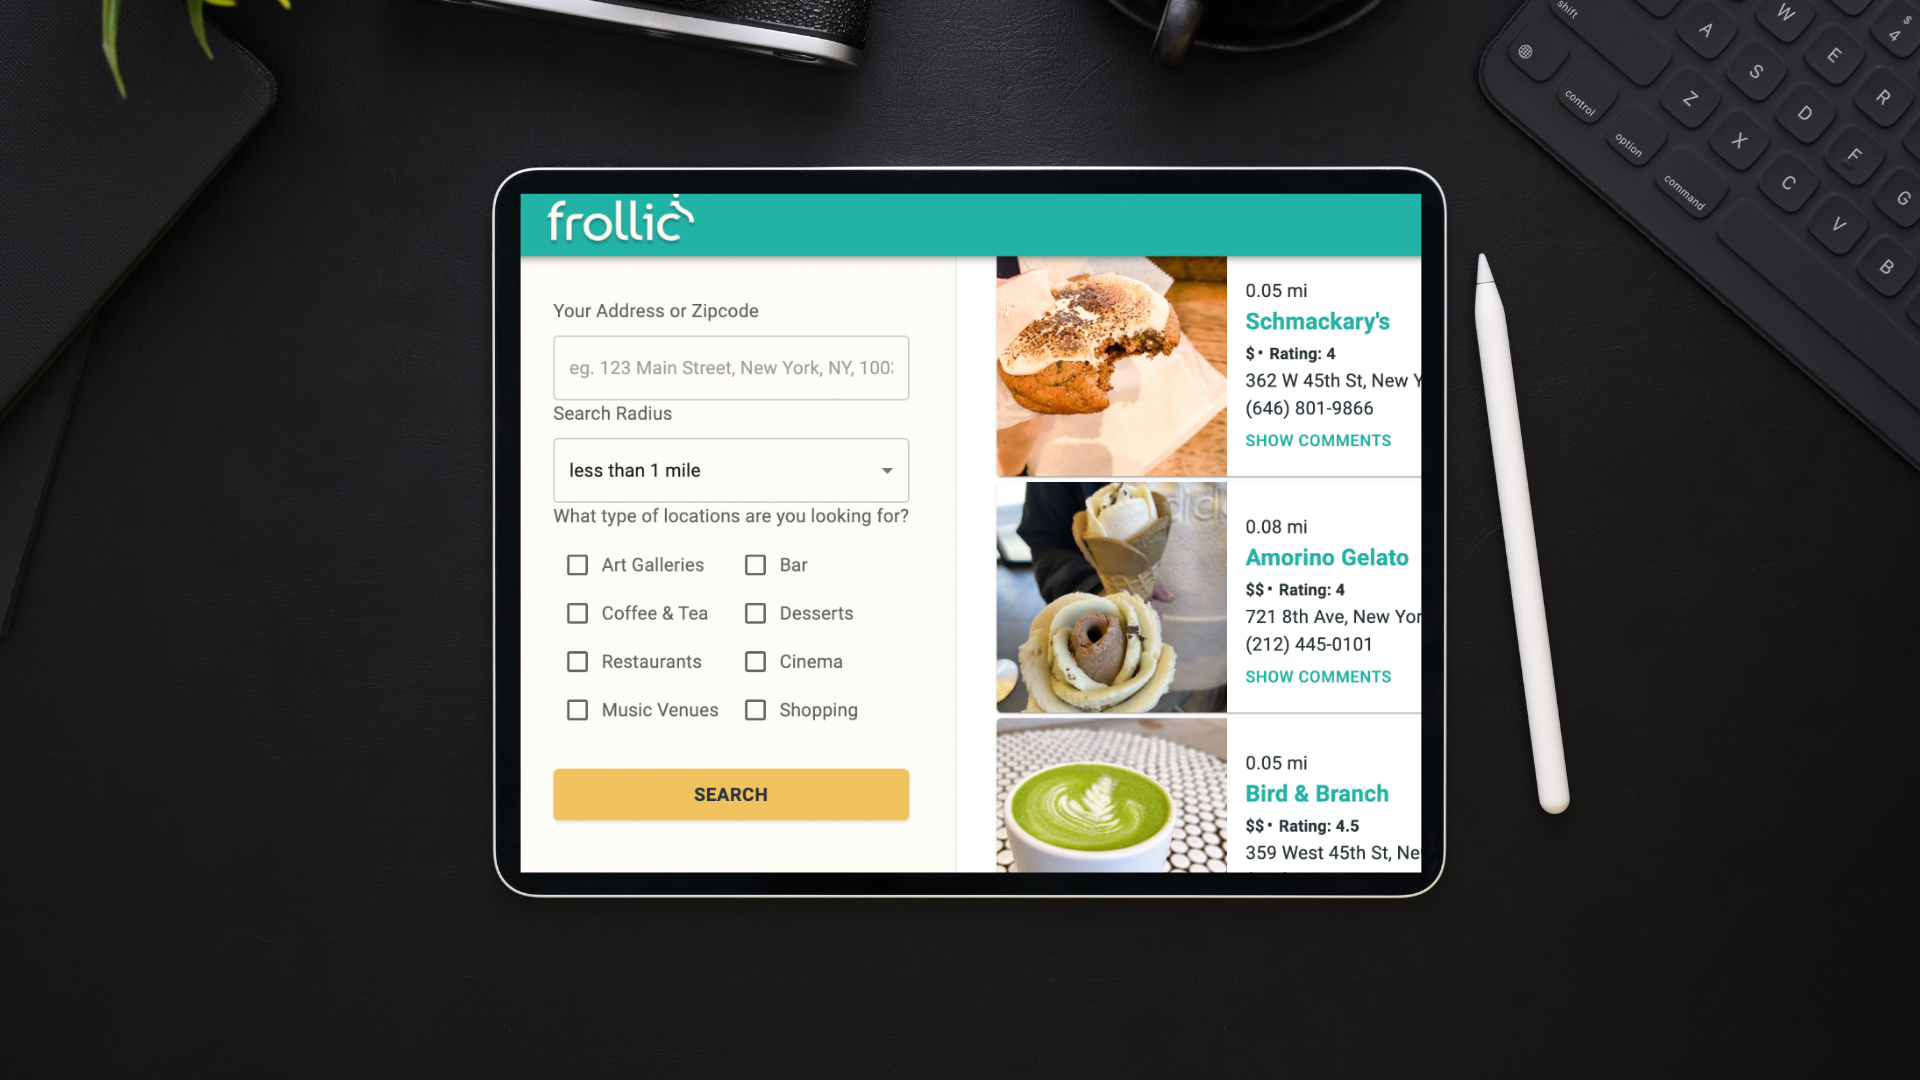 frollic
Your Address or Zipcode
eg. 123 Main Street, New York, NY, 100
Search Radius
less than 1 mile
What type of locations are you looking for?
Art Galleries
Bar
Coffee & Tea
Desserts
Restaurants
Cinema
Music Venues
Shopping
SEARCH
0.05 mi
Schmackary's
$• Rating: 4
362 W 45th St, New Y
(646) 801-9866
SHOW COMMENTS
0.08 mi
Amorino Gelato
$$• Rating: 4
721 8th Ave, New Yor
(212) 445-0101
SHOW COMMENTS
0.05 mi
Bird & Branch
$$• Rating: 4.5
359 West 45th St, Ne
shift
W
$
4
A
E
S
R
control
Z
D
option
X
F
command
C
G
V
B